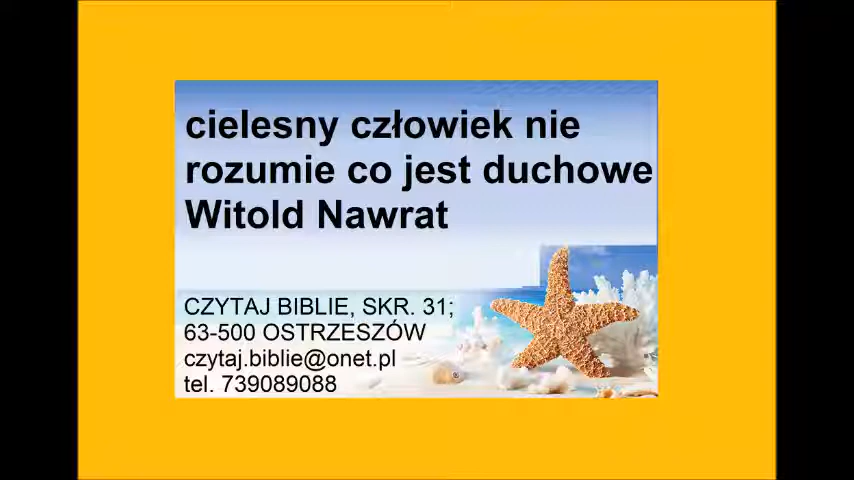 cielesny człowiek nie
rozumie co jest duchowe
Witold Nawrat
CZYTAJ BIBLIE, SKR. 31;
63-500 OSTRZESZÓW
czytaj.biblie@onet.pl
tel. 739089088